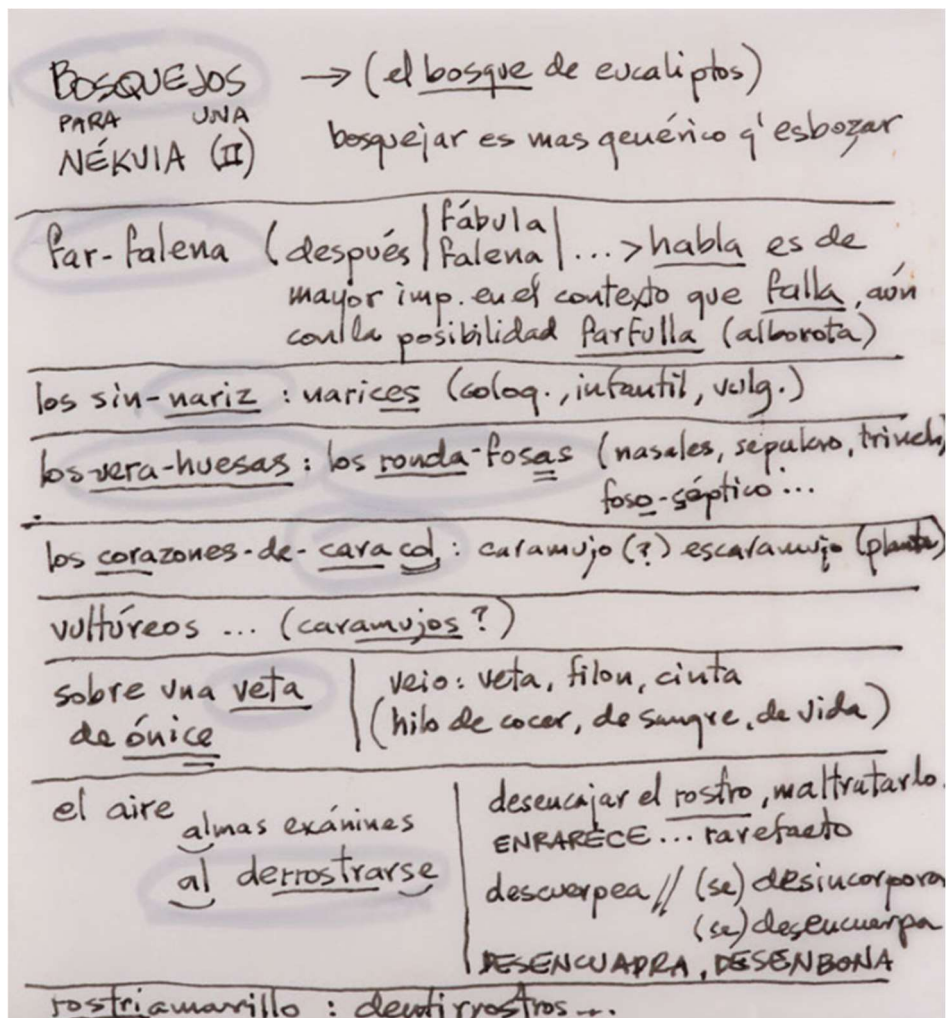 BOSQUEJOS → (el bosque de eucaliptos)
PARA UNA
NÉKUIA (II)
bosquejar es mas genérico q' esbozar
far-falena (después | fábula
falena | ... > habla es de
mayor imp. en el contexto que falla, aún
con la posibilidad farfulla (alborota)
los sin-nariz : narices (coloq., infantil, vulg.)
los vera-huesas : los ronda-fosas (nasales, sepulcro,
foso-séptico...
los corazones-de-caracol : caramujo (?) escaramujo (planta)
vultúreos ... (caramujos?)
sobre una veta
de ónice
veio: veta, filon, cinta
(hilo de cocer, de sangre, de vida)
el aire
almas exánimes
al derrostrarse
desencajar el rostro, maltratarlo.
ENRARECE... rarefacto
descuerpea // (se) desincorpora
(se) desencuerpa
DESENCUADRA, DESENBONA
rostriamarillo : dentirrostros...